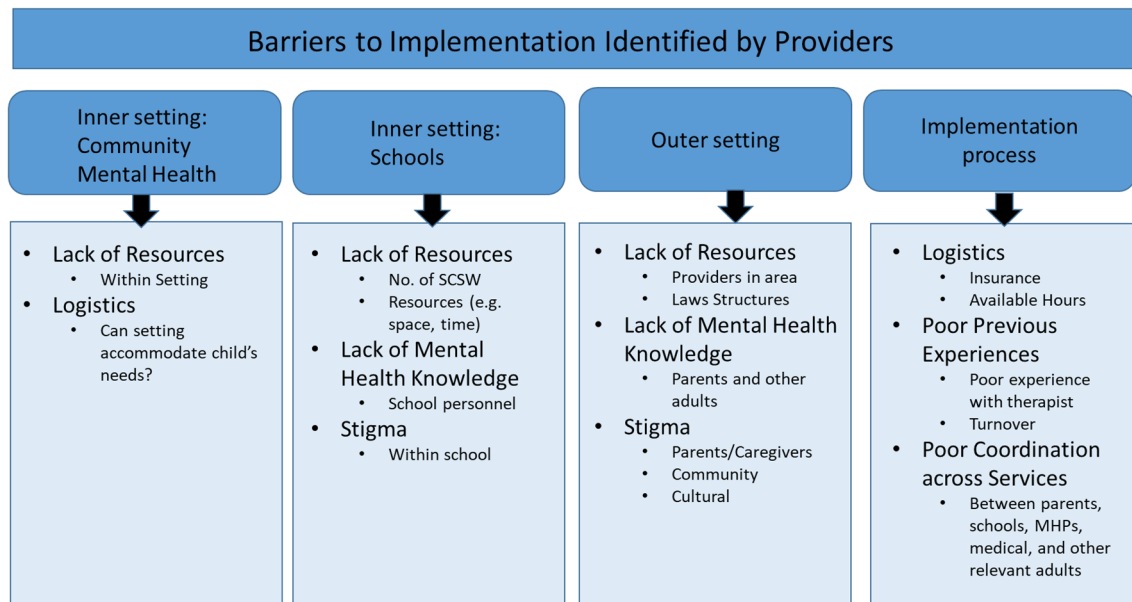 Barriers to Implementation Identified by Providers
Inner setting:
Community
Mental Health
• Lack of Resources
• Within Setting
• Logistics
• Can setting
accommodate child's
needs?
Inner setting:
Schools
• Lack of Resources
• No. of SCSW
• Resources (e.g.
space, time)
• Lack of Mental
Health Knowledge
• School personnel
• Stigma
• Within school
Outer setting
• Lack of Resources
• Providers in area
• Laws Structures
• Lack of Mental Health
Knowledge
• Parents and other
adults
• Stigma
• Parents/Caregivers
• Community
• Cultural
Implementation
process
• Logistics
• Insurance
• Available Hours
• Poor Previous
Experiences
• Poor experience
with therapist
• Turnover
• Poor Coordination
across Services
• Between parents,
schools, MHPs,
medical, and other
relevant adults